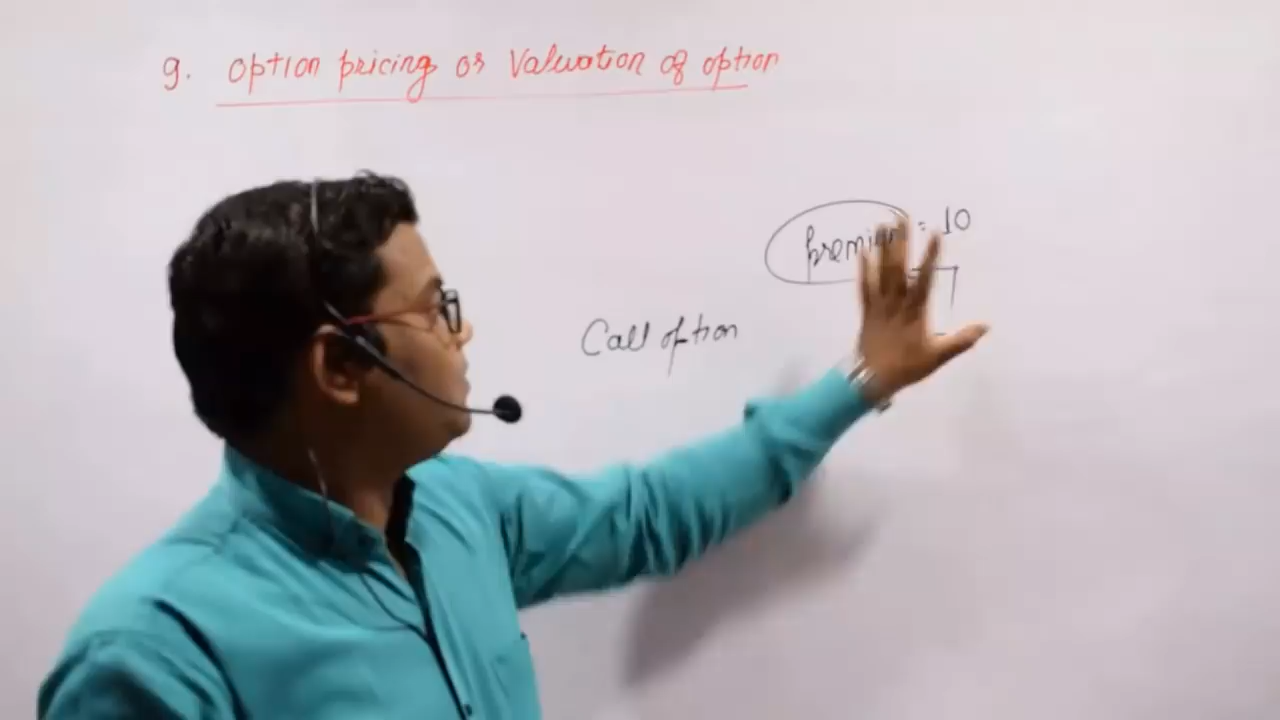 9. Option pricing or Valuation of option
premium = 10
Call option